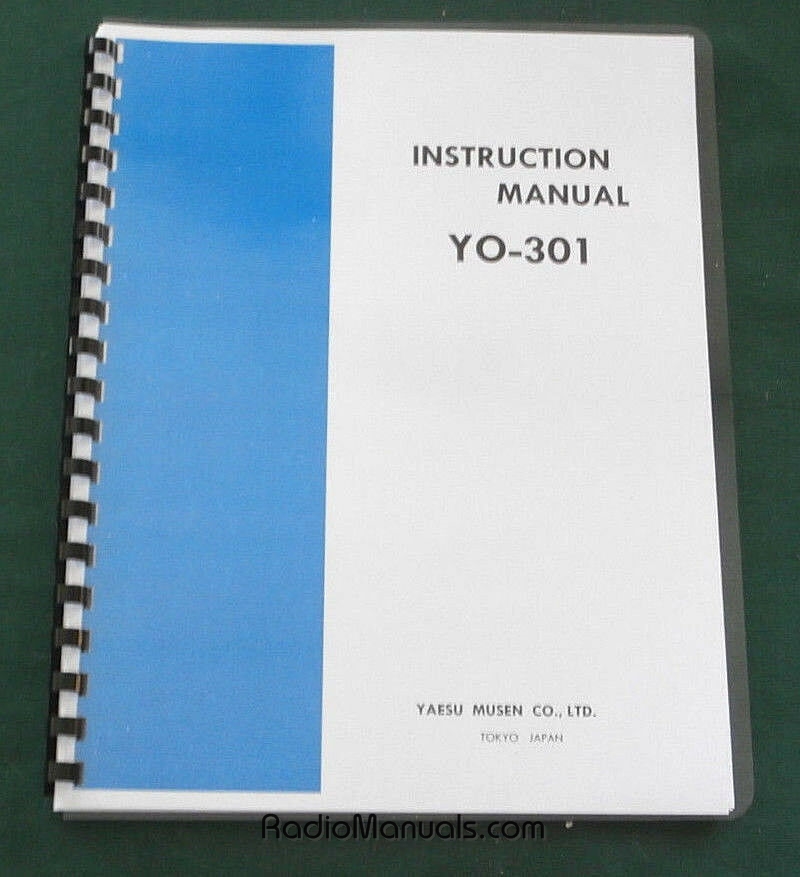 INSTRUCTION
MANUAL
YO-301
YAESU MUSEN CO., LTD.
TOKYO JAPAN
RadioManuals.com